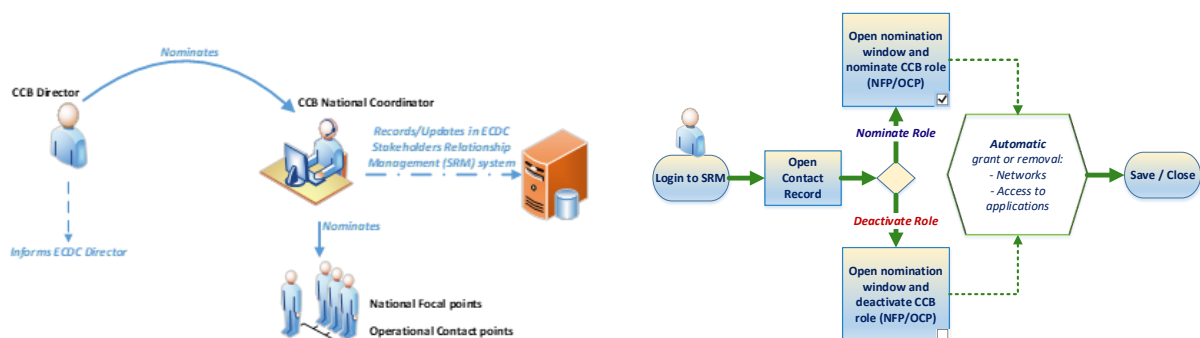 Nominates
CCB Director
CCB National Coordinator
Records/Updates in ECDC
Stakeholders Relationship
Management (SRM) system
Informs ECDC Director
Nominates
National Focal points
Operational Contact points
Open nomination
window and
nominate CCB role
(NFP/OCP)
Nominate Role
Login to SRM
Open
Contact
Record
Automatic
grant or removal:
- Networks
- Access to
applications
Save / Close
Deactivate Role
Open nomination
window and
deactivate CCB
role (NFP/OCP)